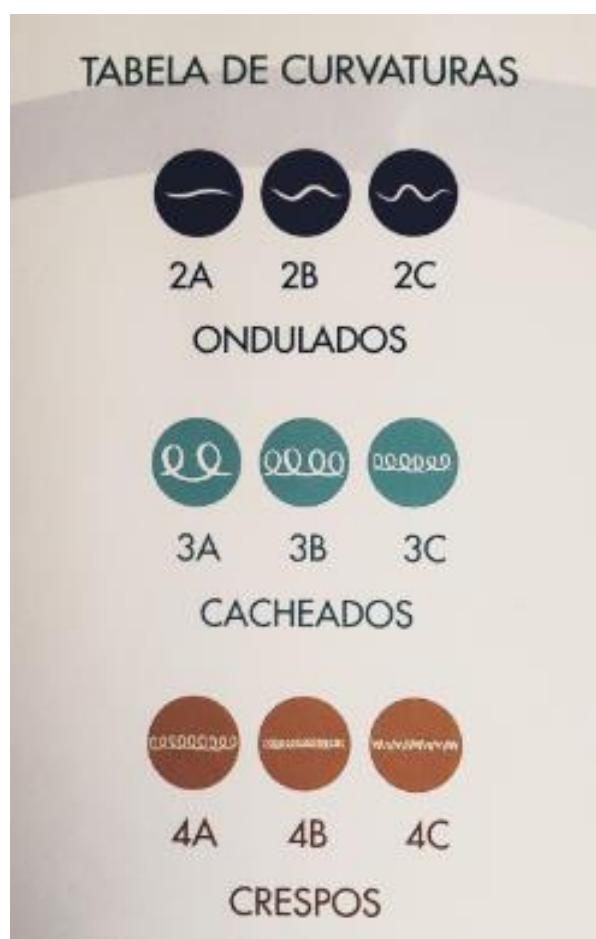 TABELA DE CURVATURAS
2A 2B 2C
ONDULADOS
3A 3B 3C
CACHEADOS
4A 4B 4C
CRESPOS